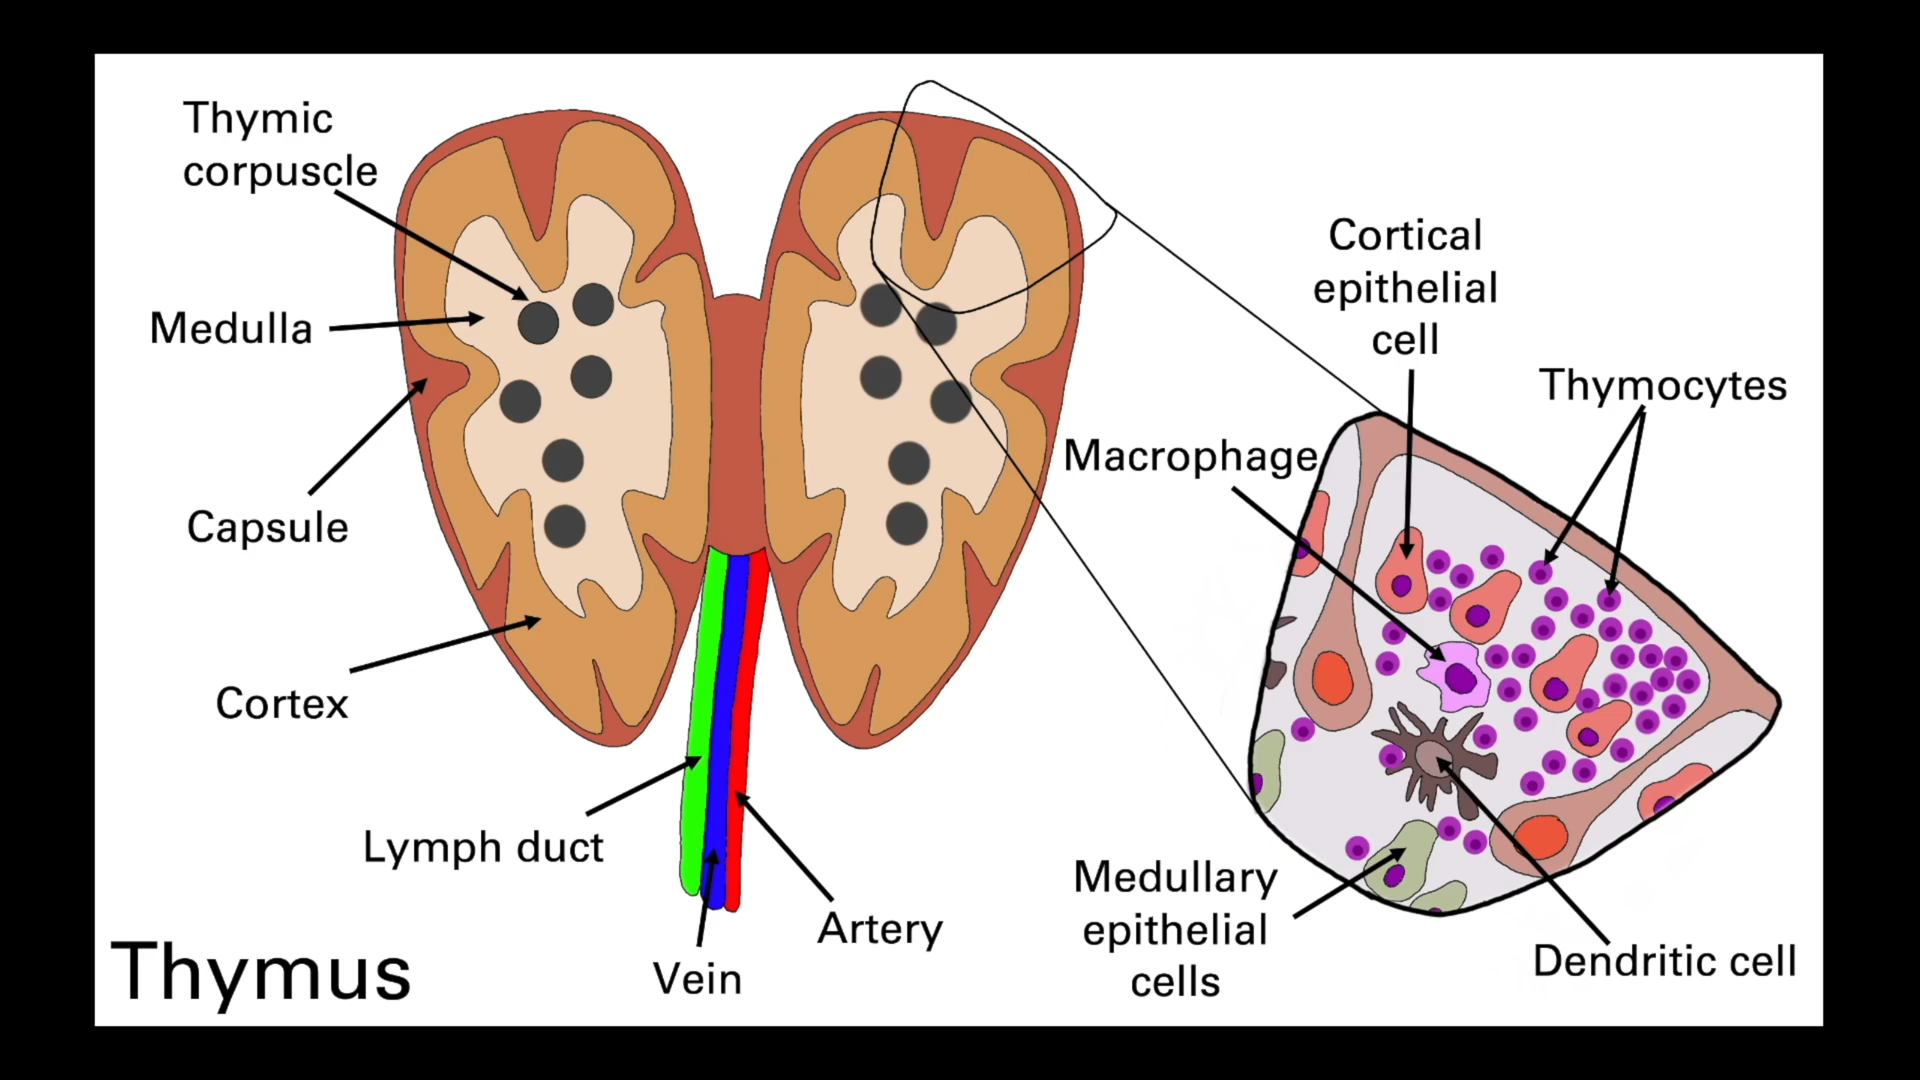 Thymic
corpuscle
Medulla
Capsule
Cortex
Lymph duct
Vein
Artery
Thymus
Cortical
epithelial
cell
Thymocytes
Macrophage
Medullary
epithelial
cells
Dendritic cell